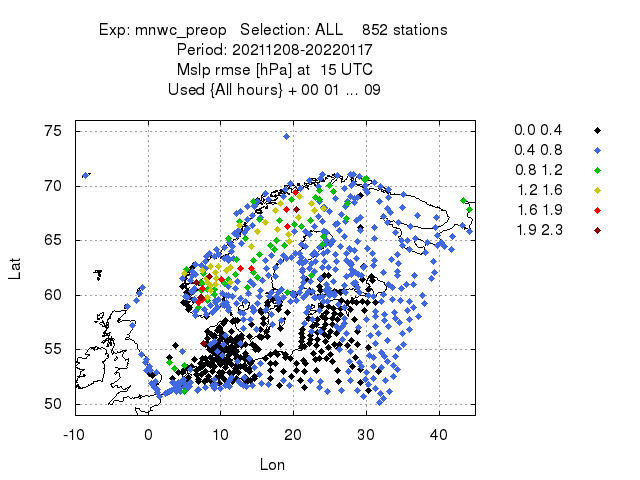 Exp: mnwc_preop Selection: ALL 852 stations
Period: 20211208-20220117
Mslp rmse [hPa] at 15 UTC
Used {All hours} + 00 01 ... 09
75
70
65
60
55
50
Lat
-10 0 10 20 30 40
Lon
0.0 0.4
0.4 0.8
0.8 1.2
1.2 1.6
1.6 1.9
1.9 2.3